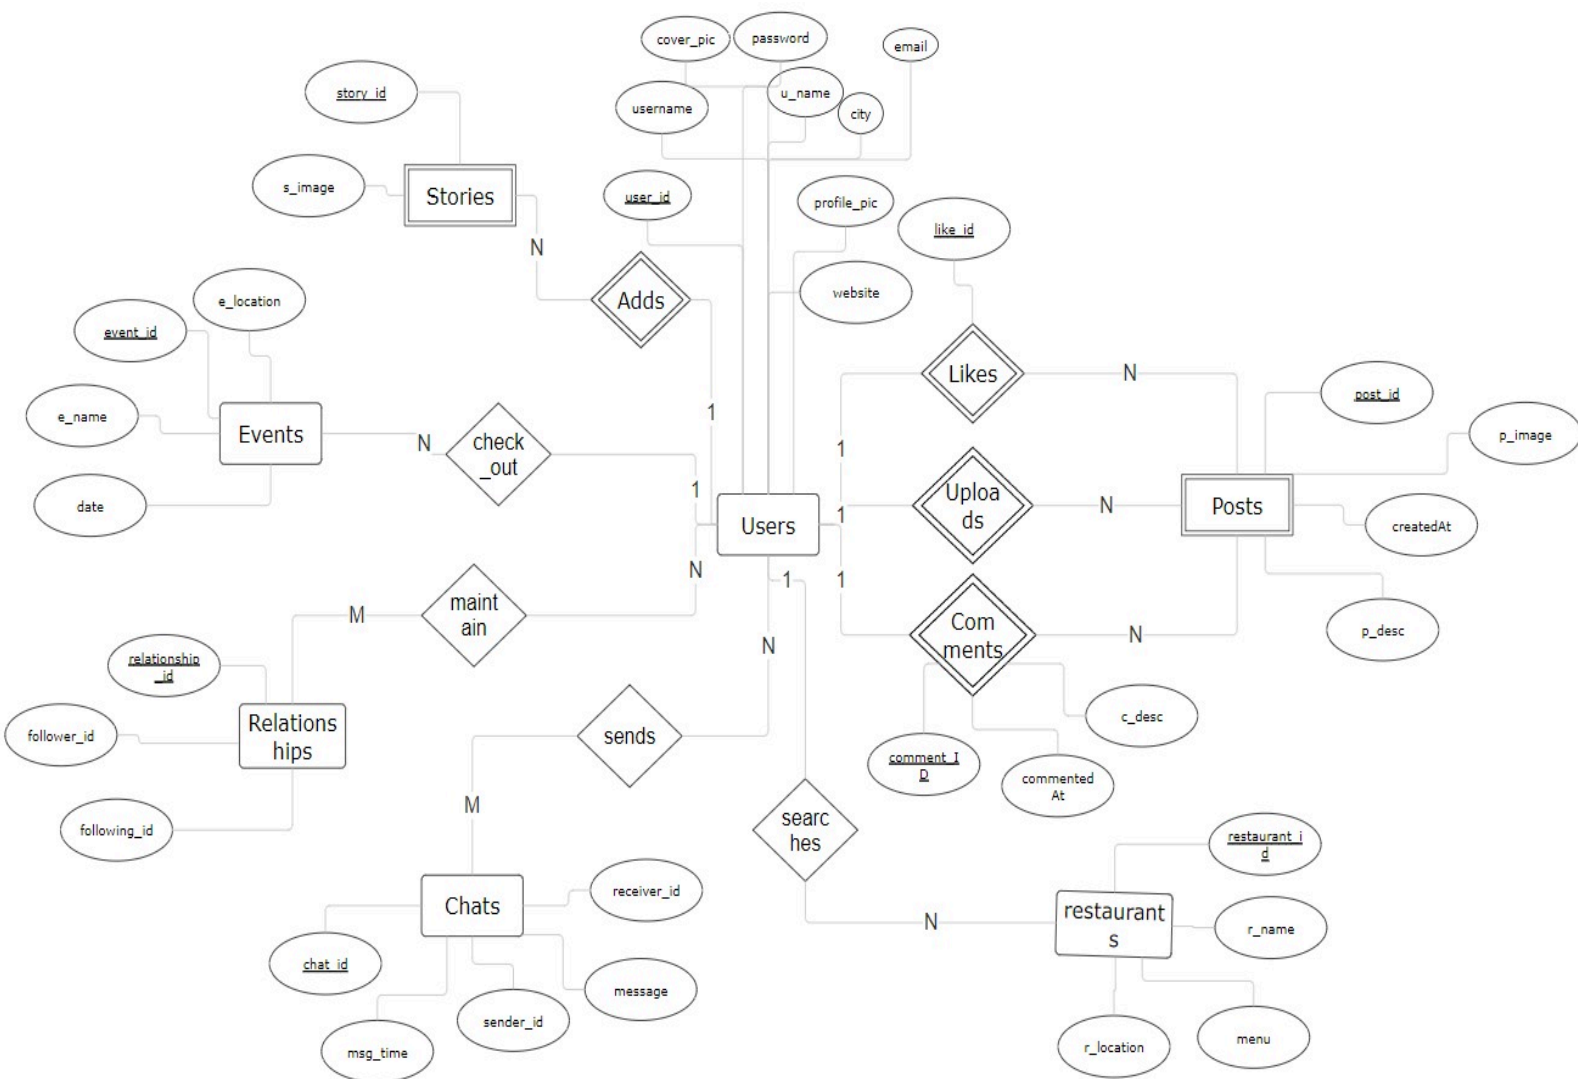 cover_pic
password
email
story_id
u_name
username
city
s_image
Stories
user_id
profile_pic
like_id
N
e_location
Adds
website
event_id
Likes
N
post_id
e_name
1
p_image
Events
N
check
_out
1
1
date
Uploa
ds
1
N
Posts
Users
createdAt
N
1
1
M
maint
ain
Com
ments
N
p_desc
N
relationship
_id
Relations
hips
follower_id
sends
c_desc
comment_I
D
commented
At
M
following_id
searc
hes
restaurant_i
d
Chats
receiver_id
restaurant
s
N
r_name
chat_id
message
sender_id
msg_time
r_location
menu